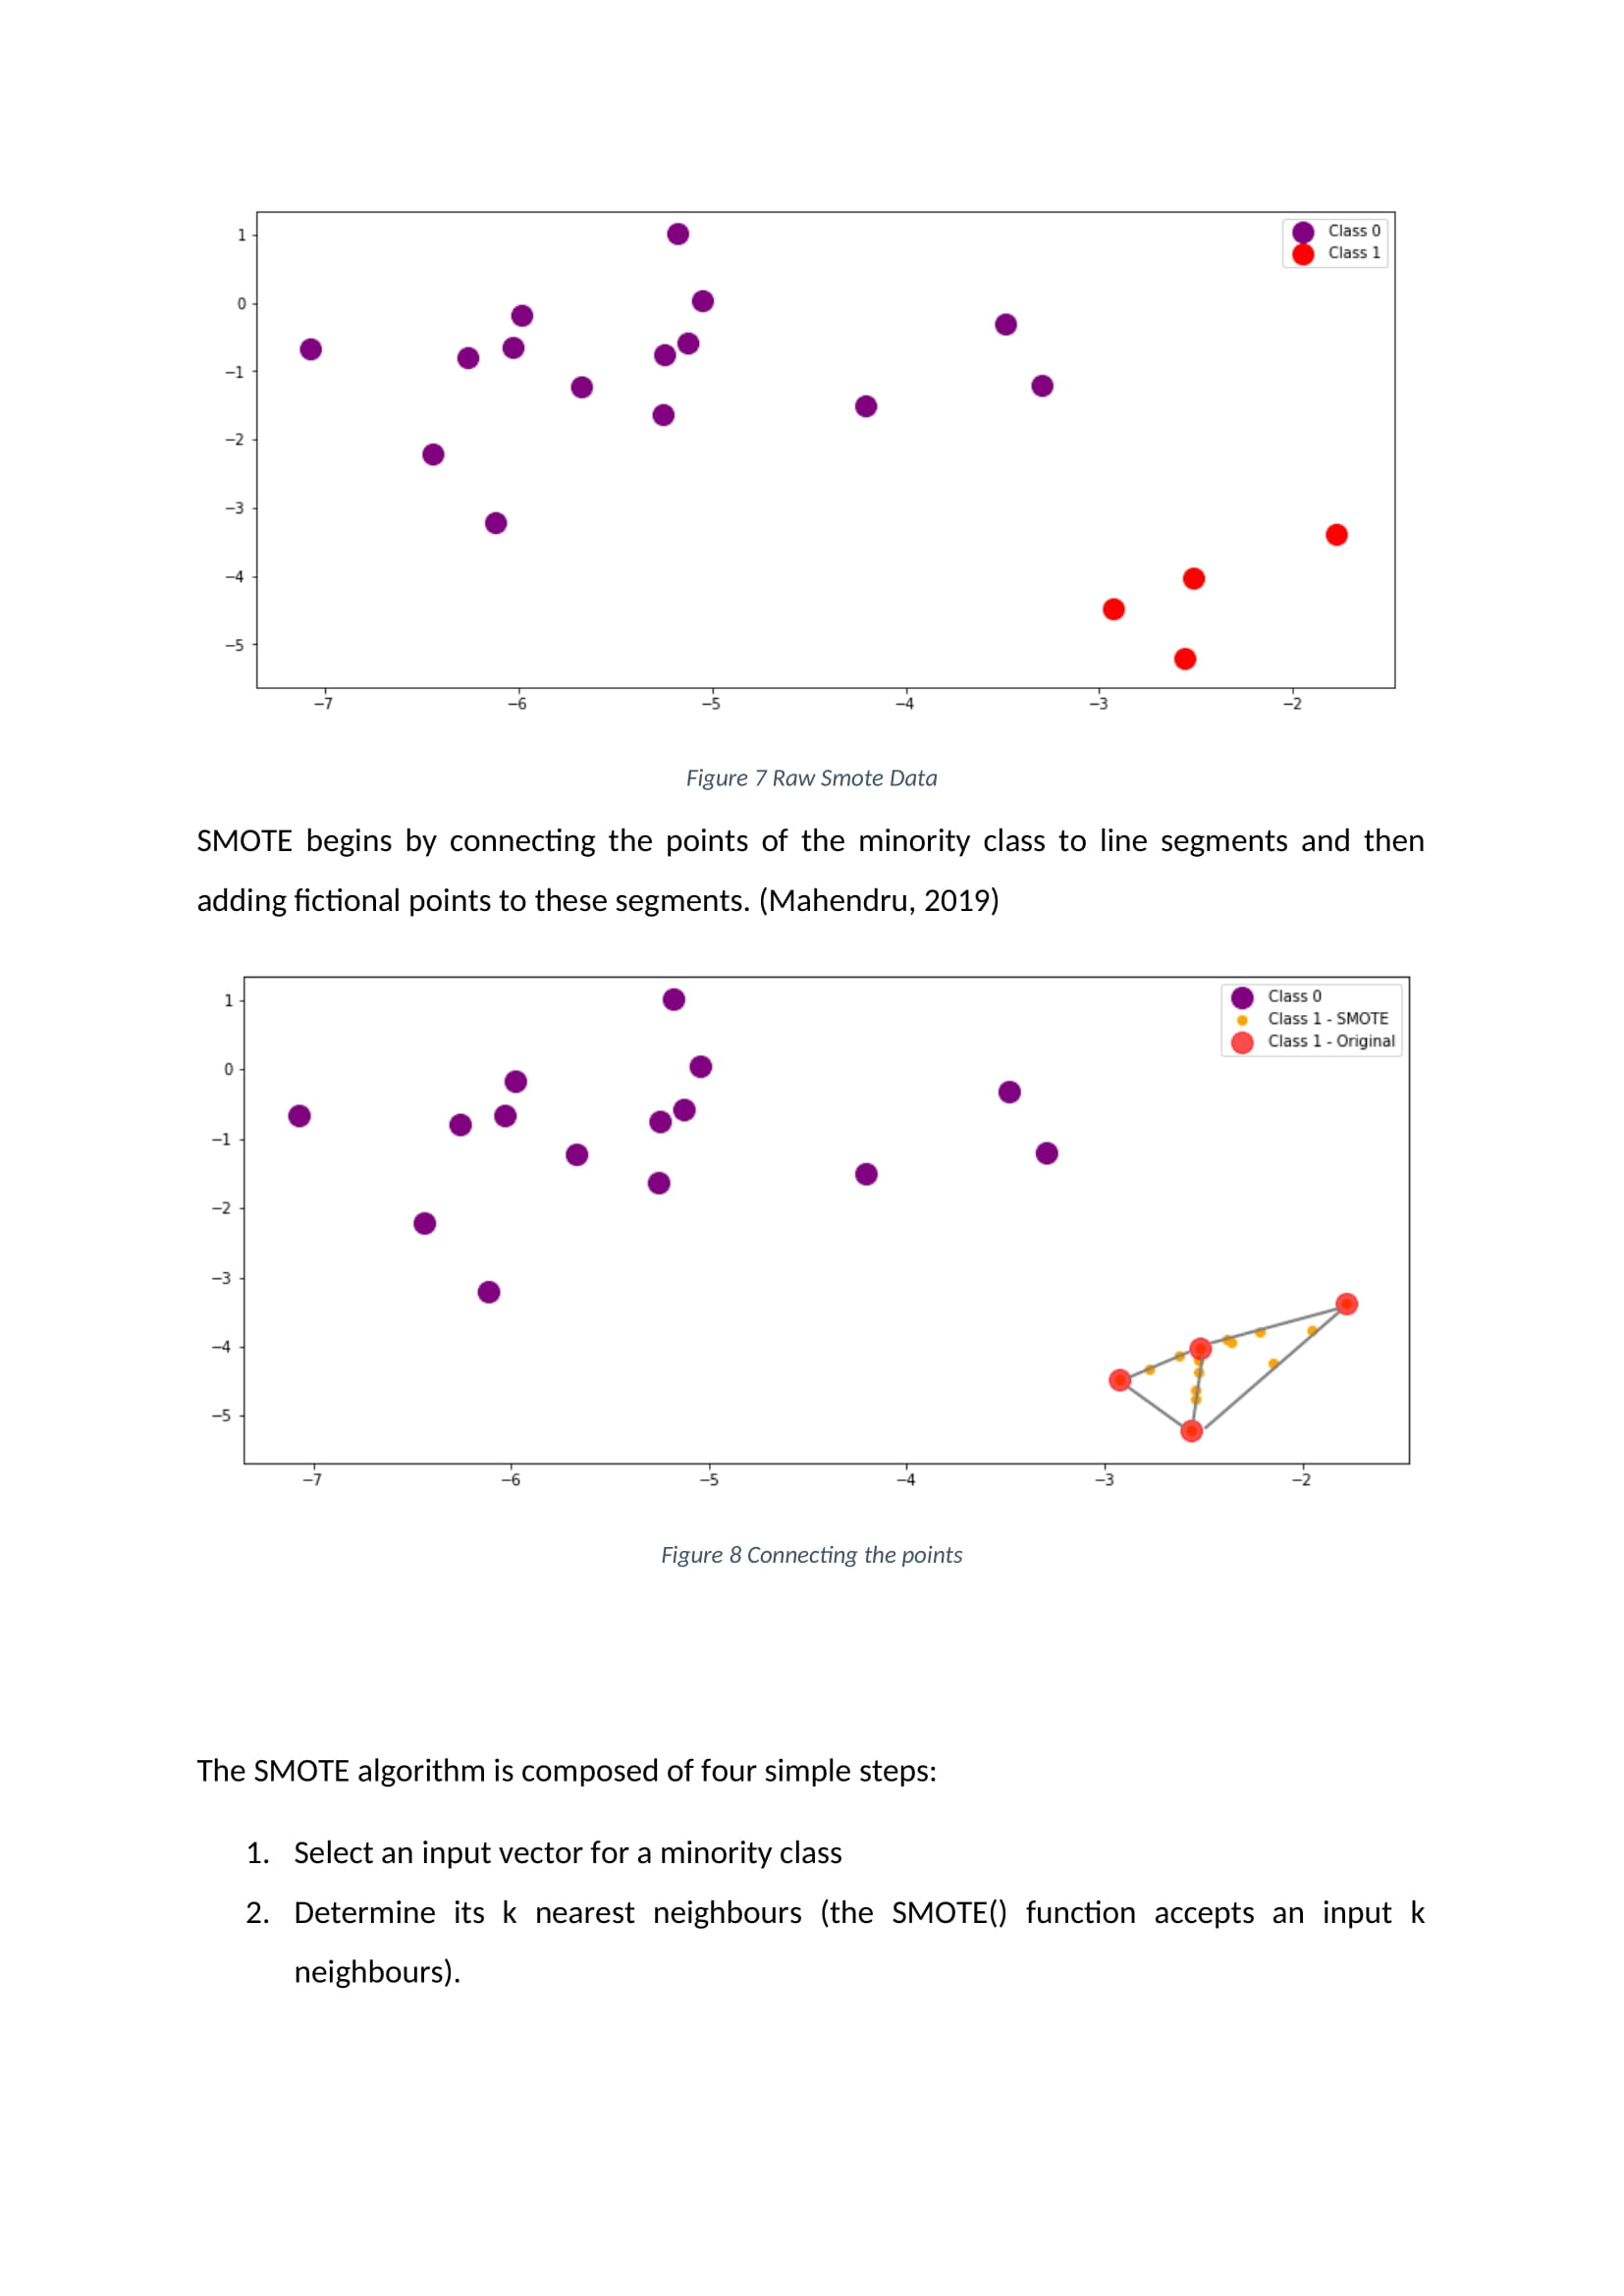 1
0
−1
−2
−3
−4
−5
−7
−6
−5
−4
−3
−2
Class 0
Class 1
Figure 7 Raw Smote Data
SMOTE begins by connecting the points of the minority class to line segments and then
adding fictional points to these segments. (Mahendru, 2019)
1
0
−1
−2
−3
−4
−5
−7
−6
−5
−4
−3
−2
Class 0
Class 1 - SMOTE
Class 1 - Original
Figure 8 Connecting the points
The SMOTE algorithm is composed of four simple steps:
1. Select an input vector for a minority class
2. Determine its k nearest neighbours (the SMOTE() function accepts an input k
neighbours).